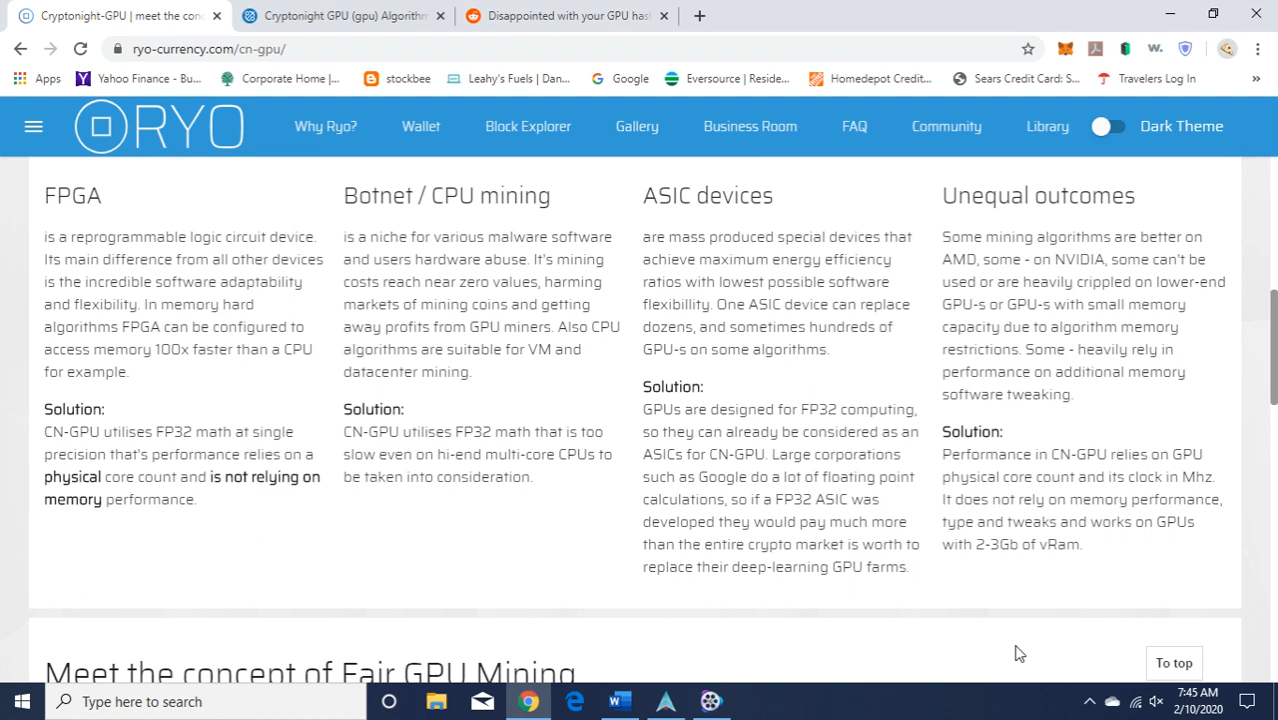 Cryptonight-GPU | meet the conc
Cryptonight GPU (gpu) Algorithm
Disappointed with your GPU hash
ryo-currency.com/cn-gpu/
Apps
Yahoo Finance - Bu...
Corporate Home |...
stockbee
Leahy's Fuels | Dan...
Google
Eversource | Reside...
Homedepot Credit...
Sears Credit Card: S...
Travelers Log In
»
RYO
Why Ryo?
Wallet
Block Explorer
Gallery
Business Room
FAQ
Community
Library
Dark Theme
FPGA
is a reprogrammable logic circuit device.
Its main difference from all other devices
is the incredible software adaptability
and flexibility. In memory hard
algorithms FPGA can be configured to
access memory 100x faster than a CPU
for example.
Solution:
CN-GPU utilises FP32 math at single
precision that's performance relies on a
physical core count and is not relying on
memory performance.
Botnet / CPU mining
is a niche for various malware software
and users hardware abuse. It's mining
costs reach near zero values, harming
markets of mining coins and getting
away profits from GPU miners. Also CPU
algorithms are suitable for VM and
datacenter mining.
Solution:
CN-GPU utilises FP32 math that is too
slow even on hi-end multi-core CPUs to
be taken into consideration.
ASIC devices
are mass produced special devices that
achieve maximum energy efficiency
ratios with lowest possible software
flexibillity. One ASIC device can replace
dozens, and sometimes hundreds of
GPU-s on some algorithms.
Solution:
GPUs are designed for FP32 computing,
so they can already be considered as an
ASICs for CN-GPU. Large corporations
such as Google do a lot of floating point
calculations, so if a FP32 ASIC was
developed they would pay much more
than the entire crypto market is worth to
replace their deep-learning GPU farms.
Unequal outcomes
Some mining algorithms are better on
AMD, some - on NVIDIA, some can't be
used or are heavily crippled on lower-end
GPU-s or GPU-s with small memory
capacity due to algorithm memory
restrictions. Some - heavily rely in
performance on additional memory
software tweaking.
Solution:
Performance in CN-GPU relies on GPU
physical core count and its clock in Mhz.
It does not rely on memory performance,
type and tweaks and works on GPUs
with 2-3Gb of vRam.
Meet the concept of Fair GPU Mining
To top
Type here to search
7:45 AM
2/10/2020